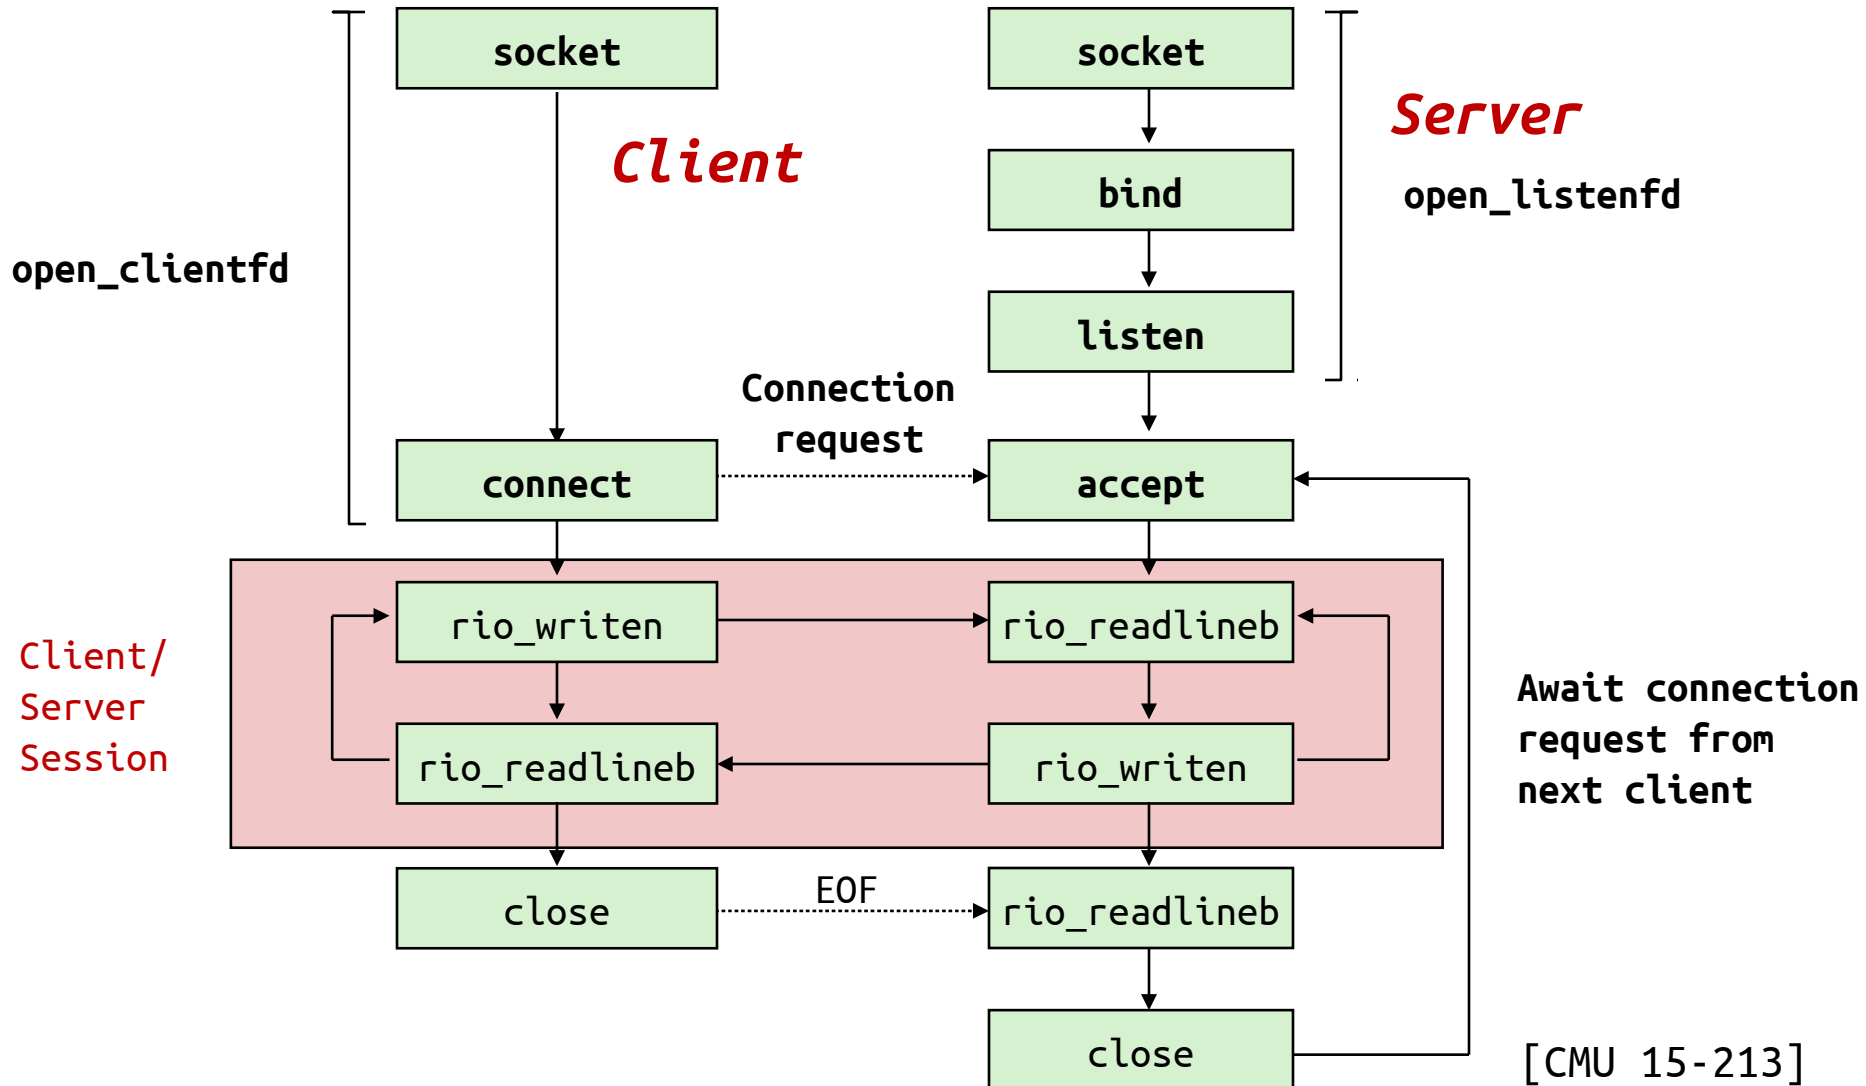 socket
socket
Client
Server
bind
open_listenfd
open_clientfd
listen
Connection
request
connect
accept
Client/
Server
Session
rio_writen
rio_readlineb
rio_readlineb
rio_writen
Await connection
request from
next client
close
EOF
rio_readlineb
close
[CMU 15-213]